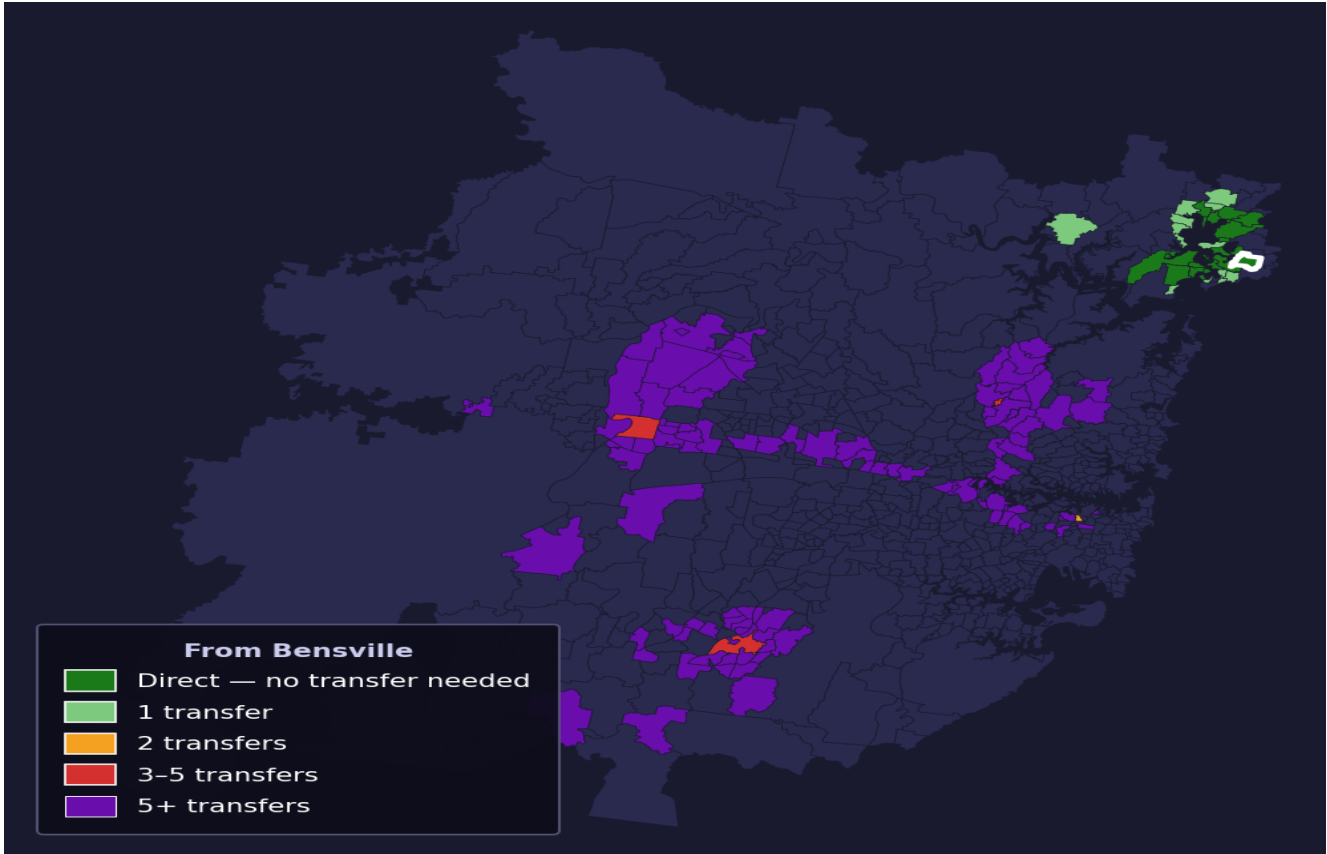 From Bensville
Direct — no transfer needed
1 transfer
2 transfers
3–5 transfers
5+ transfers